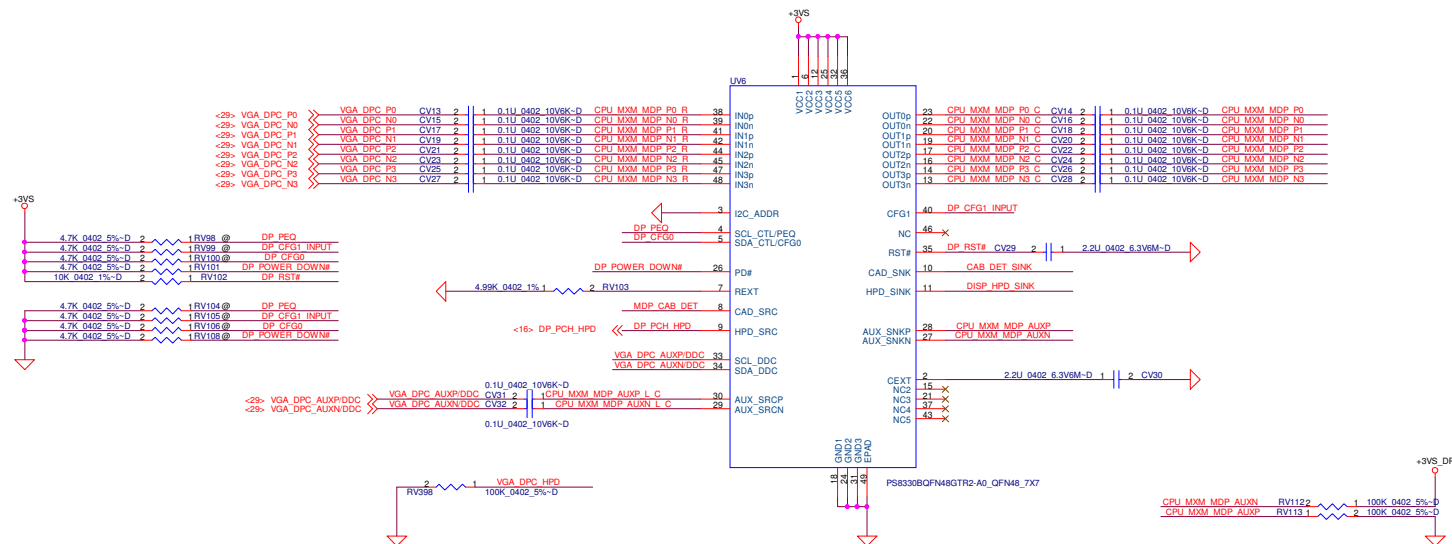 +3VS
UV6
1 6 12 25 32 36
VCC1 VCC2 VCC3 VCC4 VCC5 VCC6
<29> VGA_DPC_P0 VGA_DPC_P0 CV13 2 1 0.1U_0402_10V6K~D CPU_MXM_MDP_P0_R 38 IN0p OUT0p 23 CPU_MXM_MDP_P0_C CV14 2 1 0.1U_0402_10V6K~D CPU_MXM_MDP_P0
<29> VGA_DPC_N0 VGA_DPC_N0 CV15 2 1 0.1U_0402_10V6K~D CPU_MXM_MDP_N0_R 39 IN0n OUT0n 22 CPU_MXM_MDP_N0_C CV16 2 1 0.1U_0402_10V6K~D CPU_MXM_MDP_N0
<29> VGA_DPC_P1 VGA_DPC_P1 CV17 2 1 0.1U_0402_10V6K~D CPU_MXM_MDP_P1_R 41 IN1p OUT1p 20 CPU_MXM_MDP_P1_C CV18 2 1 0.1U_0402_10V6K~D CPU_MXM_MDP_P1
<29> VGA_DPC_N1 VGA_DPC_N1 CV19 2 1 0.1U_0402_10V6K~D CPU_MXM_MDP_N1_R 42 IN1n OUT1n 19 CPU_MXM_MDP_N1_C CV20 2 1 0.1U_0402_10V6K~D CPU_MXM_MDP_N1
<29> VGA_DPC_P2 VGA_DPC_P2 CV21 2 1 0.1U_0402_10V6K~D CPU_MXM_MDP_P2_R 44 IN2p OUT2p 17 CPU_MXM_MDP_P2_C CV22 2 1 0.1U_0402_10V6K~D CPU_MXM_MDP_P2
<29> VGA_DPC_N2 VGA_DPC_N2 CV23 2 1 0.1U_0402_10V6K~D CPU_MXM_MDP_N2_R 45 IN2n OUT2n 16 CPU_MXM_MDP_N2_C CV24 2 1 0.1U_0402_10V6K~D CPU_MXM_MDP_N2
<29> VGA_DPC_P3 VGA_DPC_P3 CV25 2 1 0.1U_0402_10V6K~D CPU_MXM_MDP_P3_R 47 IN3p OUT3p 14 CPU_MXM_MDP_P3_C CV26 2 1 0.1U_0402_10V6K~D CPU_MXM_MDP_P3
<29> VGA_DPC_N3 VGA_DPC_N3 CV27 2 1 0.1U_0402_10V6K~D CPU_MXM_MDP_N3_R 48 IN3n OUT3n 13 CPU_MXM_MDP_N3_C CV28 2 1 0.1U_0402_10V6K~D CPU_MXM_MDP_N3
+3VS
3 I2C_ADDR CFG1 40 DP_CFG1_INPUT
DP_PEQ 4 SCL_CTL/PEQ NC 46
4.7K_0402_5%~D 2 1 RV98 @ DP_PEQ
DP_CFG0 5 SDA_CTL/CFG0
4.7K_0402_5%~D 2 1 RV99 @ DP_CFG1_INPUT
RST# 35 DP_RST# CV29 2 1 2.2U_0402_6.3V6M~D
4.7K_0402_5%~D 2 1 RV100 @ DP_CFG0
4.7K_0402_5%~D 2 1 RV101 DP_POWER_DOWN#
DP_POWER_DOWN# 26 PD# CAD_SNK 10 CAB_DET_SINK
10K_0402_1%~D 2 1 RV102 DP_RST#
4.99K_0402_1% 1 2 RV103 7 REXT HPD_SINK 11 DISP_HPD_SINK
4.7K_0402_5%~D 2 1 RV104 @ DP_PEQ
MDP_CAB_DET 8 CAD_SRC
4.7K_0402_5%~D 2 1 RV105 @ DP_CFG1_INPUT
4.7K_0402_5%~D 2 1 RV106 @ DP_CFG0
<16> DP_PCH_HPD DP_PCH_HPD 9 HPD_SRC AUX_SNKP 28 CPU_MXM_MDP_AUXP
4.7K_0402_5%~D 2 1 RV108 @ DP_POWER_DOWN#
AUX_SNKN 27 CPU_MXM_MDP_AUXN
VGA_DPC_AUXP/DDC 33 SCL_DDC
VGA_DPC_AUXN/DDC 34 SDA_DDC
CEXT 2 2.2U_0402_6.3V6M~D 1 2 CV30
0.1U_0402_10V6K~D
NC2 15
<29> VGA_DPC_AUXP/DDC VGA_DPC_AUXP/DDC CV31 2 1 CPU_MXM_MDP_AUXP_L_C 30 AUX_SRCP NC3 21
<29> VGA_DPC_AUXN/DDC VGA_DPC_AUXN/DDC CV32 2 1 CPU_MXM_MDP_AUXN_L_C 29 AUX_SRCN NC4 37
0.1U_0402_10V6K~D
NC5 43
GND1 GND2 GND3 EPAD
18 24 31 49
PS8330BQFN48GTR2-A0_QFN48_7X7
2 1 VGA_DPC_HPD
RV398 100K_0402_5%~D
+3VS_DP
CPU_MXM_MDP_AUXN RV112 2 1 100K_0402_5%~D
CPU_MXM_MDP_AUXP RV113 1 2 100K_0402_5%~D